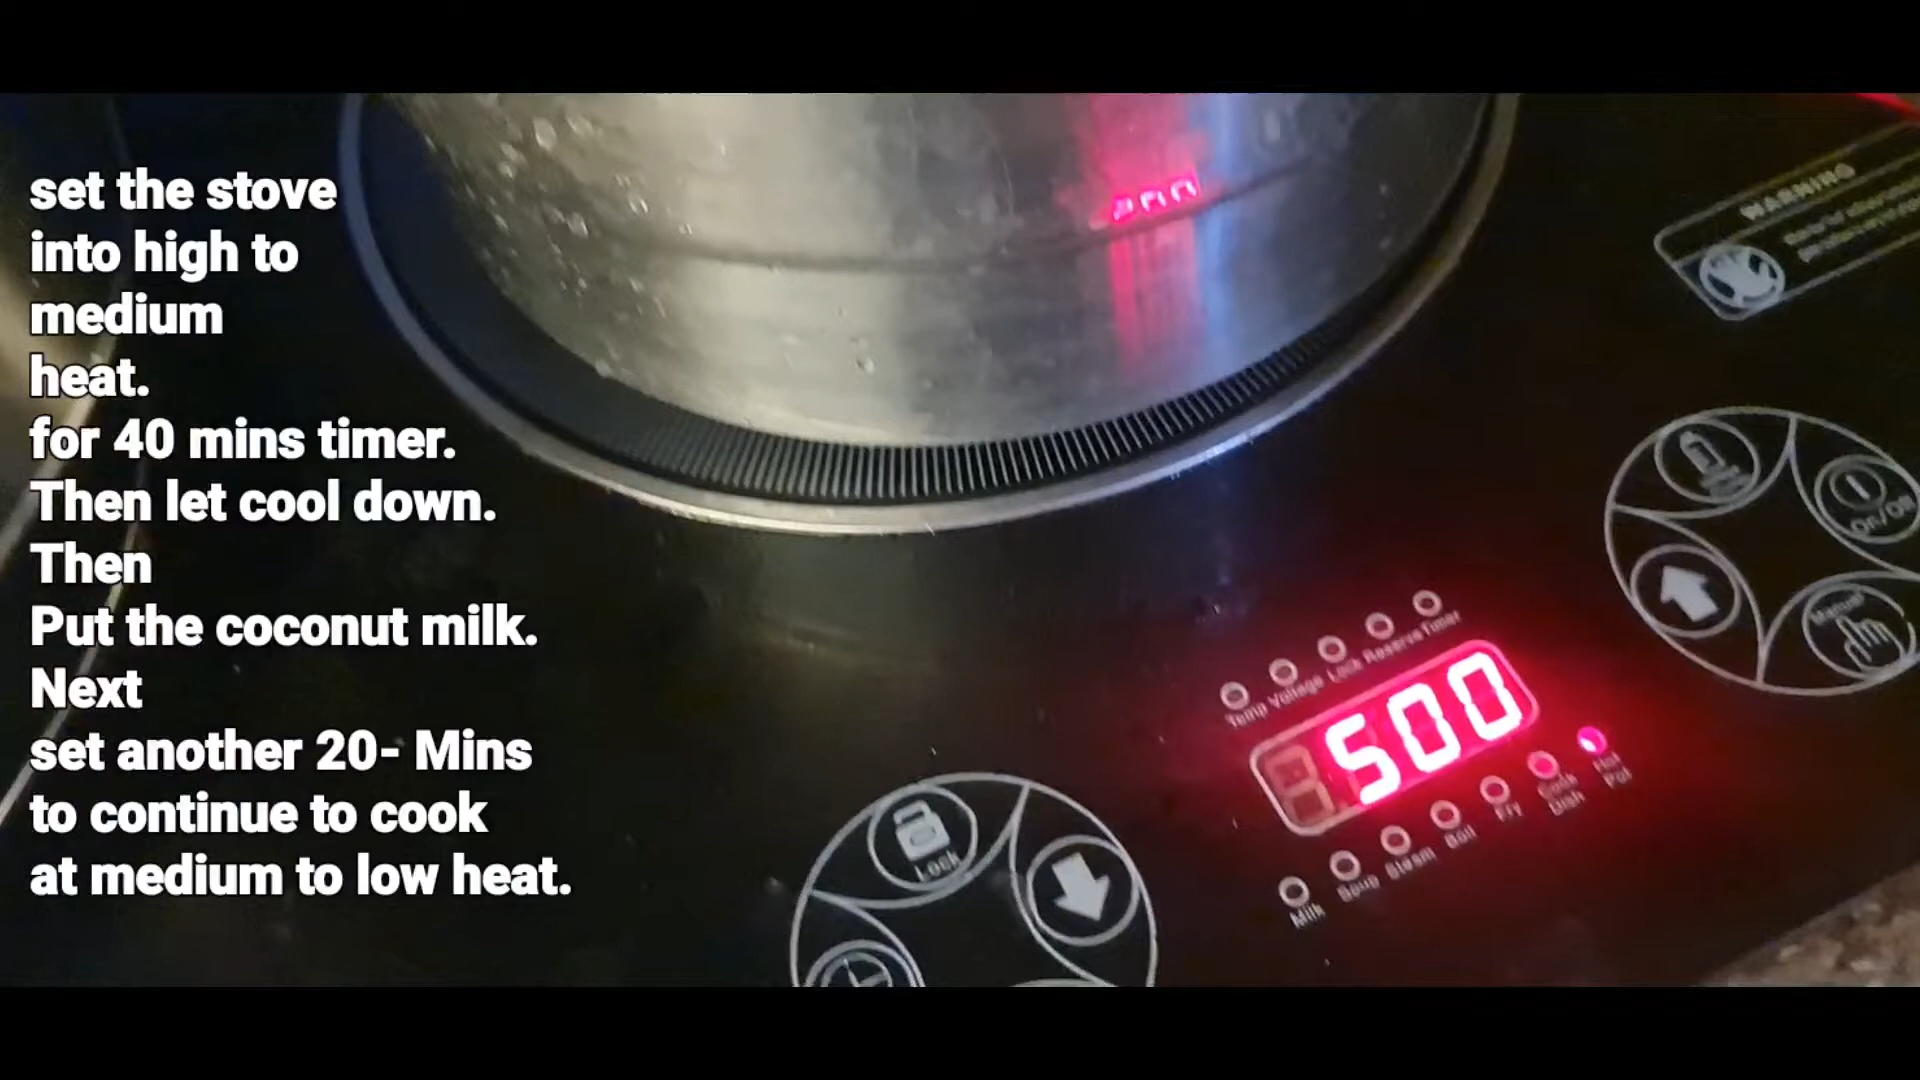 set the stove
into high to
medium
heat.
for 40 mins timer.
Then let cool down.
Then
Put the coconut milk.
Next
set another 20- Mins
to continue to cook
at medium to low heat.
WARNING
On/Off
Manual
Temp Voltage Lock Reserve Timer
500
Milk Soup Steam Boil Fry Cook Dish Hot Pot
Lock